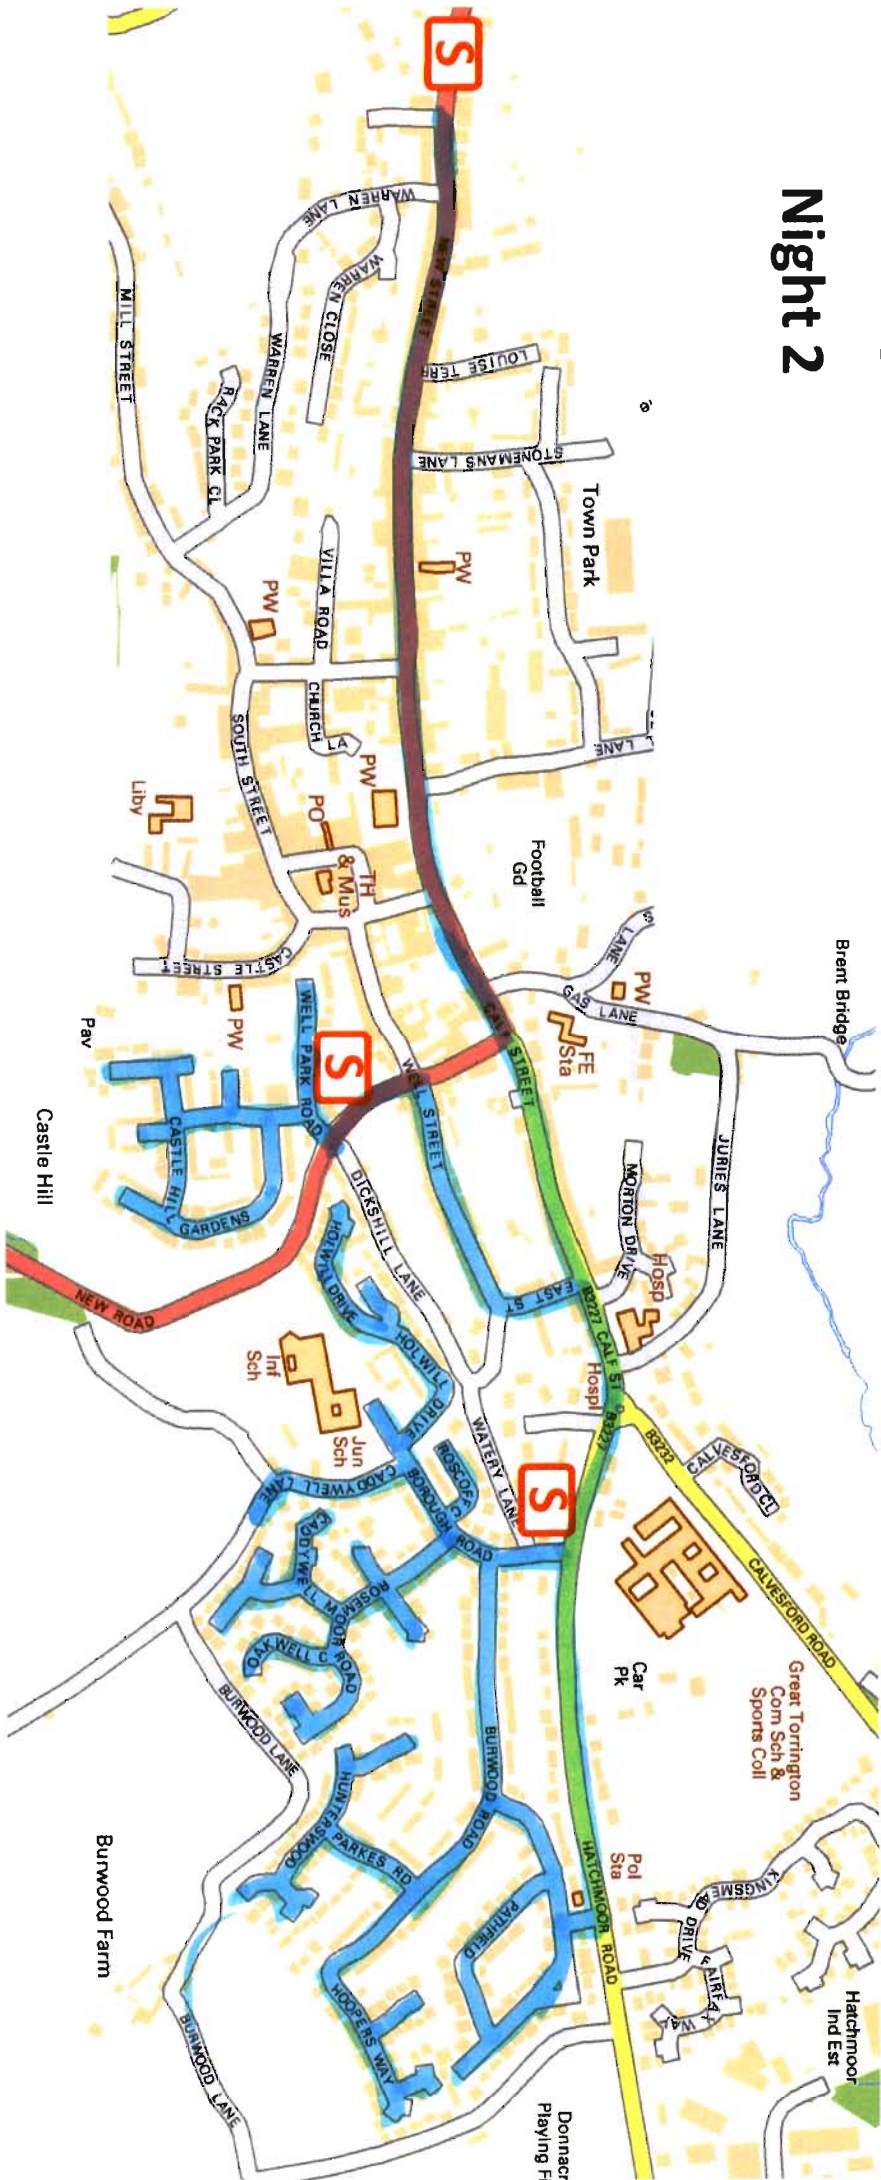 Night 2
S
NEW STREET
WARREN LANE
WARREN CLOSE
WARREN LANE
MILL STREET
RACK PARK CL
LOUISE TERR
STONEMANS LANE
Town Park
PW
VILLA ROAD
PW
CHURCH LA
SOUTH STREET
PW
PO
TH
& Mus
Liby
LANE
Football
Gd
LANE
GAS LANE
PW
FE
Sta
Brent Bridge
CASTLE STREET
PW
Pav
Castle Hill
WELL PARK ROAD
CASTLE HILL
GARDENS
S
WELL STREET
CALF STREET
JURIES LANE
MORTON DRIVE
Hosp
DICKSHILL LANE
HOLWILL DRIVE
HOLWILL DRIVE
NEW ROAD
EAST ST
B3227 CALF ST
Hospl
B3227
B3232
CALVESFORD CL
CALVESFORD ROAD
Inf
Sch
Jun
Sch
WATERY LANE
S
ROSCOFF C
BOROUGH ROAD
CADDYWELL LANE
CADDYWELL M
ROSEMOOR ROAD
OAKWELL C
BURWOOD LANE
Car
Pk
Great Torrington
Com Sch &
Sports Coll
BURWOOD ROAD
HUNTERSWOOD
PARKES RD
PATHFIELD
HOOPERS WAY
Pol
Sta
HATCHMOOR ROAD
KINGSMEAD DRIVE
FAIRFAX WAY
Hatchmoor
Ind Est
Burwood Farm
BURWOOD LANE
Donnacr
Playing Fi